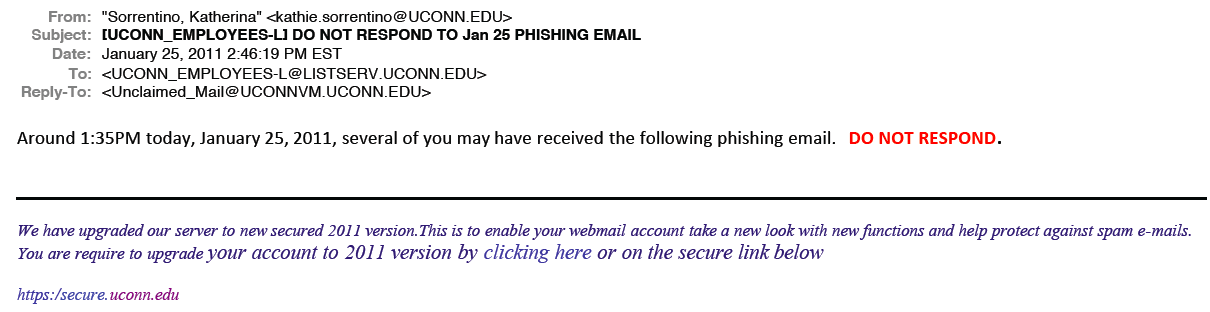 From: "Sorrentino, Katherina" <kathie.sorrentino@UCONN.EDU>
Subject: [UCONN_EMPLOYEES-L] DO NOT RESPOND TO Jan 25 PHISHING EMAIL
Date: January 25, 2011 2:46:19 PM EST
To: <UCONN_EMPLOYEES-L@LISTSERV.UCONN.EDU>
Reply-To: <Unclaimed_Mail@UCONNVM.UCONN.EDU>
Around 1:35PM today, January 25, 2011, several of you may have received the following phishing email. DO NOT RESPOND.
We have upgraded our server to new secured 2011 version.This is to enable your webmail account take a new look with new functions and help protect against spam e-mails.
You are require to upgrade your account to 2011 version by clicking here or on the secure link below
https:/secure.uconn.edu